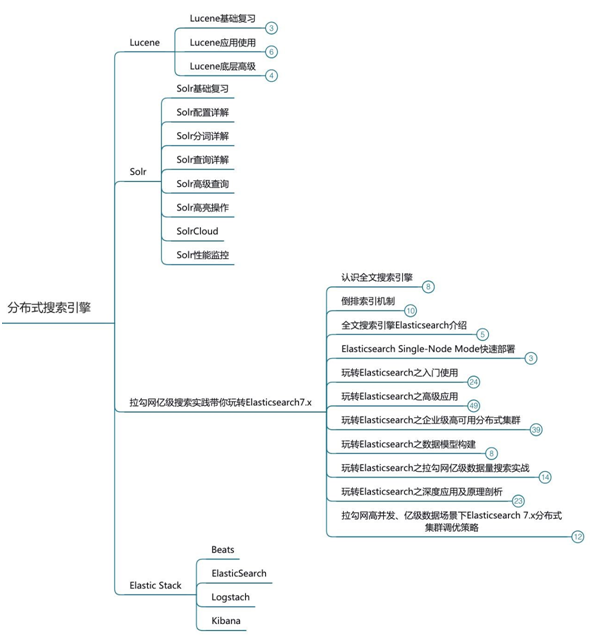 分布式搜索引擎
Lucene
Lucene基础复习
3
Lucene应用使用
6
Lucene底层高级
4
Solr
Solr基础复习
Solr配置详解
Solr分词详解
Solr查询详解
Solr高级查询
Solr高亮操作
SolrCloud
Solr性能监控
拉勾网亿级搜索实践带你玩转Elasticsearch7.x
认识全文搜索引擎
8
倒排索引机制
10
全文搜索引擎Elasticsearch介绍
5
Elasticsearch Single-Node Mode快速部署
3
玩转Elasticsearch之入门使用
24
玩转Elasticsearch之高级应用
49
玩转Elasticsearch之企业级高可用分布式集群
39
玩转Elasticsearch之数据模型构建
8
玩转Elasticsearch之拉勾网亿级数据量搜索实战
14
玩转Elasticsearch之深度应用及原理剖析
23
拉勾网高并发、亿级数据场景下Elasticsearch 7.x分布式
集群调优策略
12
Elastic Stack
Beats
ElasticSearch
Logstach
Kibana